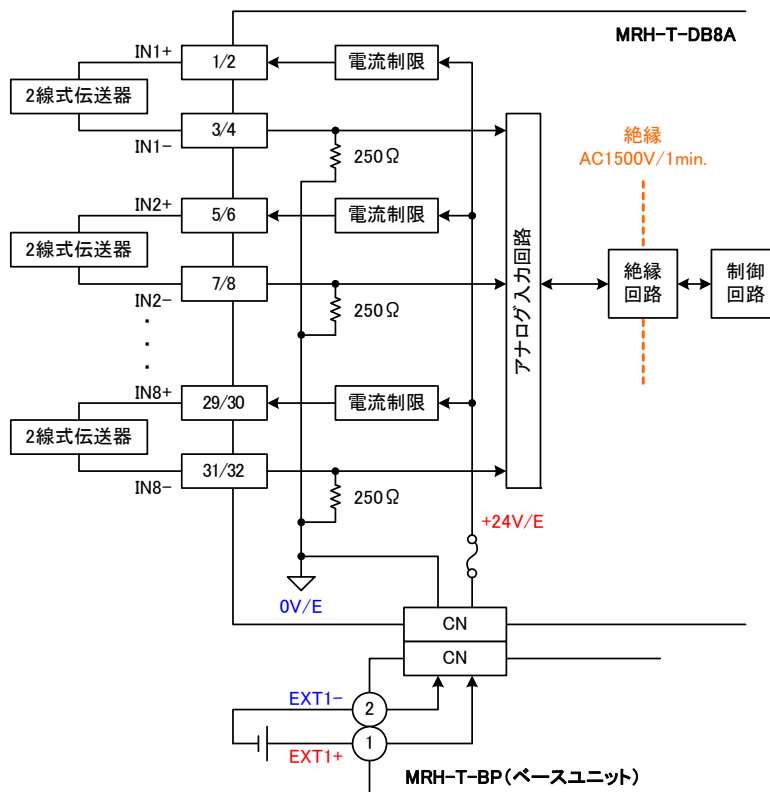 MRH-T-DB8A
IN1+
1/2
電流制限
2線式伝送器
3/4
IN1-
250Ω
絶縁
AC1500V/1min.
IN2+
5/6
電流制限
2線式伝送器
7/8
IN2-
250Ω
アナログ入力回路
絶縁
回路
制御
回路
・
・
・
IN8+
29/30
電流制限
2線式伝送器
31/32
IN8-
250Ω
+24V/E
0V/E
CN
CN
EXT1-
2
1
EXT1+
MRH-T-BP(ベースユニット)